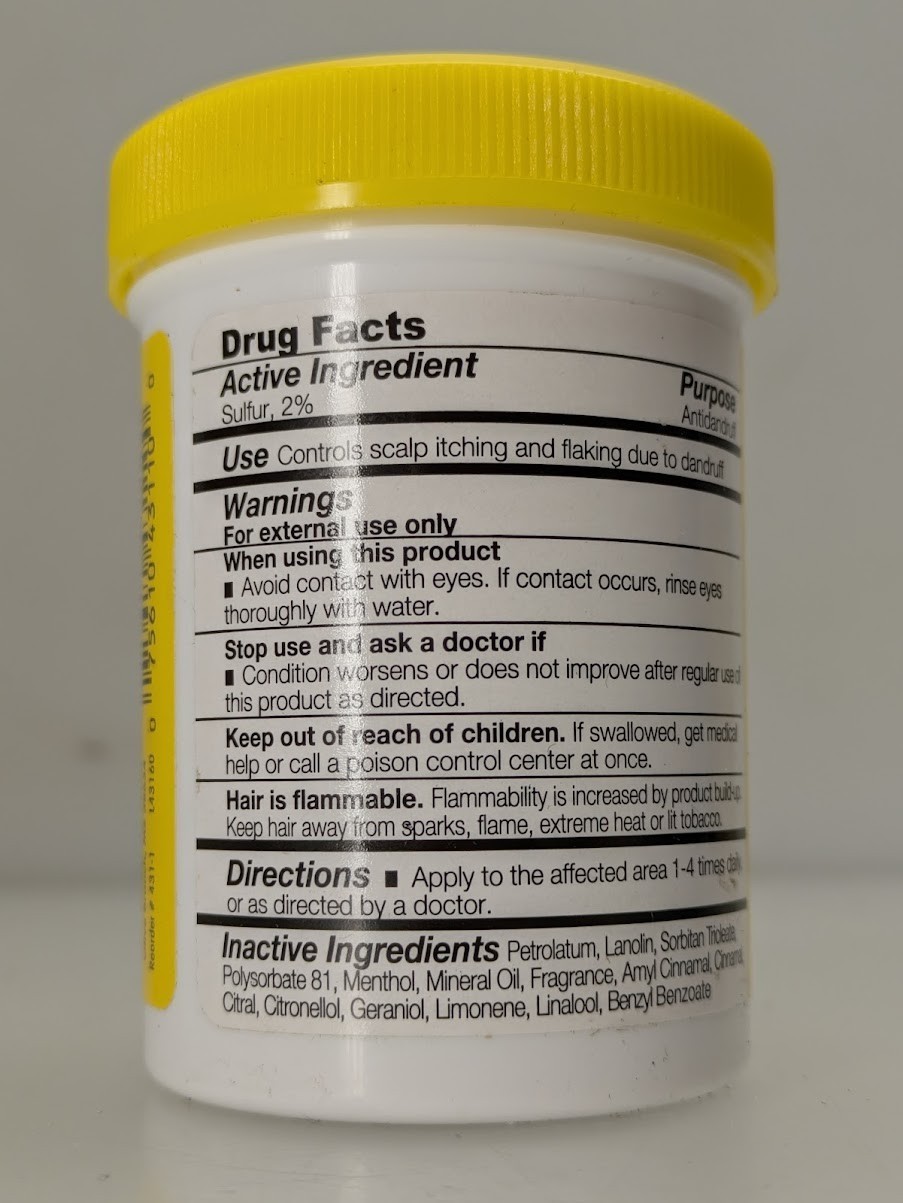 Drug Facts
Active Ingredient
Purpose
Sulfur, 2%
Antidandruff
Use Controls scalp itching and flaking due to dandruff
Warnings
For external use only
When using this product
■ Avoid contact with eyes. If contact occurs, rinse eyes
thoroughly with water.
Stop use and ask a doctor if
■ Condition worsens or does not improve after regular use of
this product as directed.
Keep out of reach of children. If swallowed, get medical
help or call a poison control center at once.
Hair is flammable. Flammability is increased by product build-up.
Keep hair away from sparks, flame, extreme heat or lit tobacco.
Directions ■ Apply to the affected area 1-4 times daily
or as directed by a doctor.
Inactive Ingredients Petrolatum, Lanolin, Sorbitan Trioleate,
Polysorbate 81, Menthol, Mineral Oil, Fragrance, Amyl Cinnamal, Cinnamal,
Citral, Citronellol, Geraniol, Limonene, Linalool, Benzyl Benzoate
L43160
Reorder # 431-1